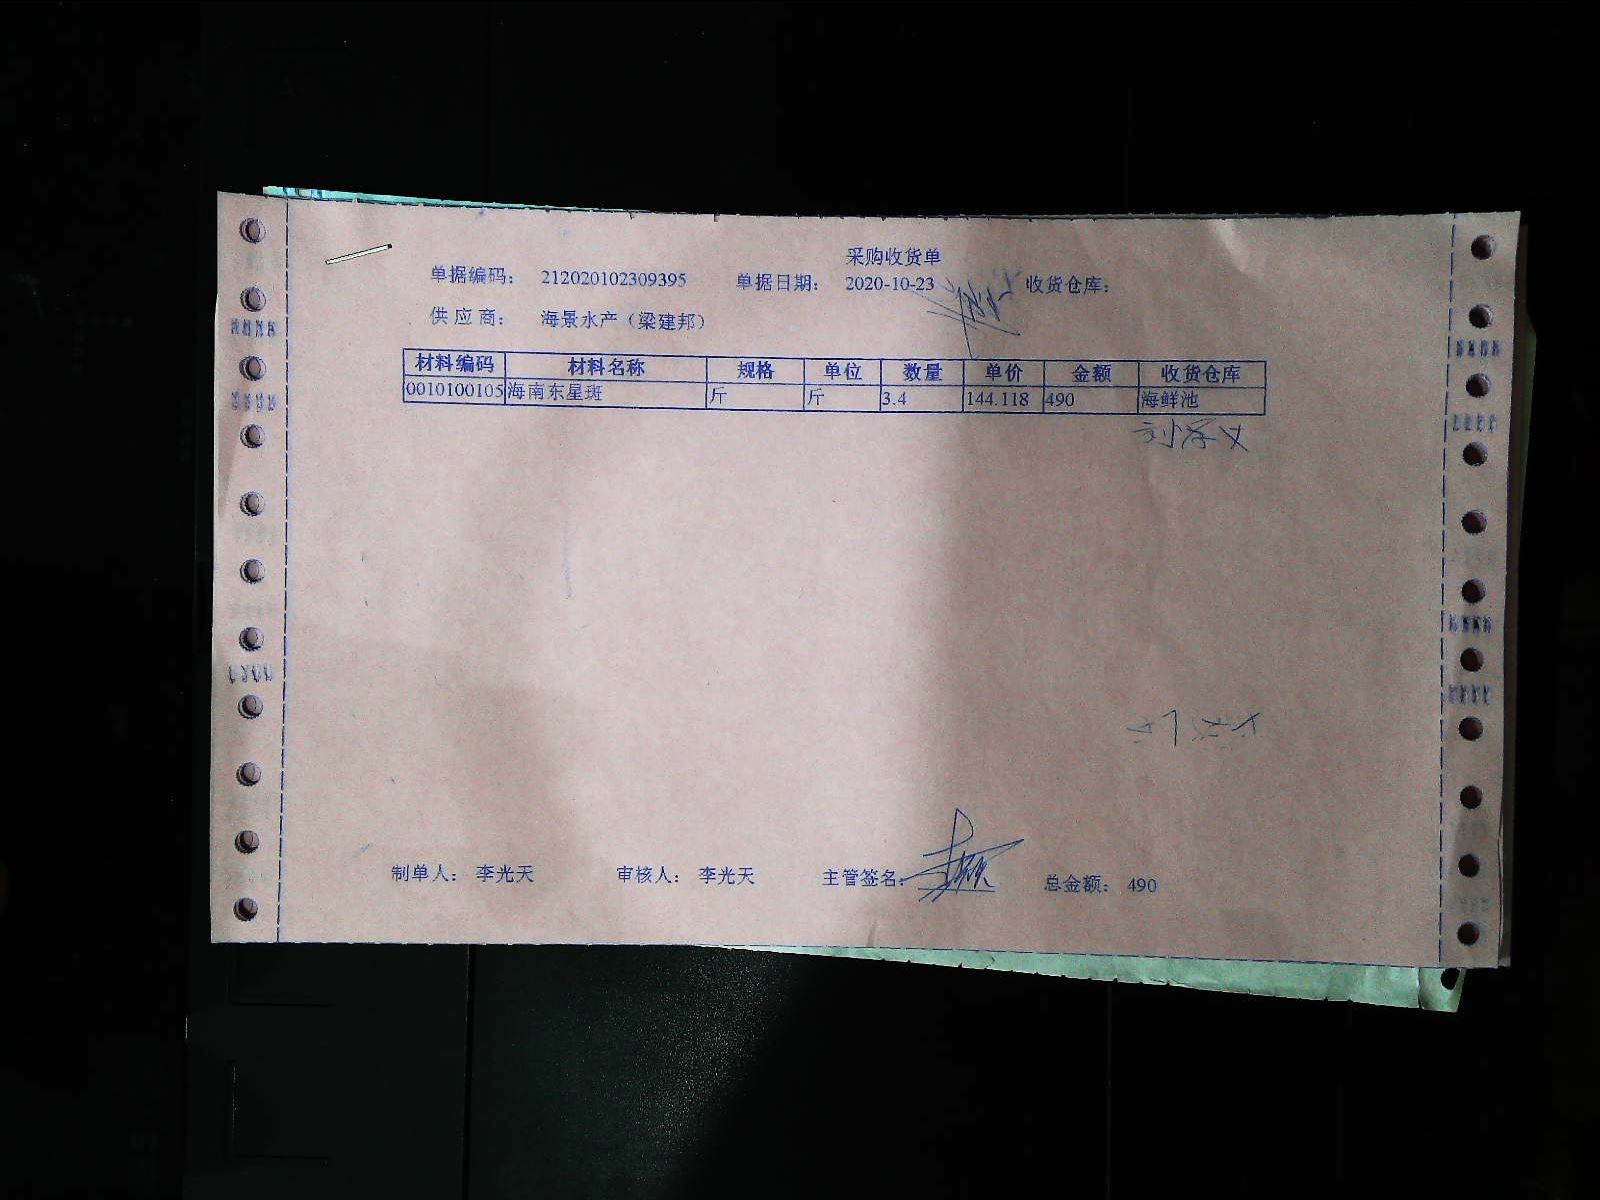 采购收货单
单据编码： 212020102309395 单据日期： 2020-10-23 收货仓库：
供应商： 海景水产（梁建邦）
材料编码 材料名称 规格 单位 数量 单价 金额 收货仓库
0010100105 海南东星斑 斤 斤 3.4 144.118 490 海鲜池
制单人： 李光天 审核人： 李光天 主管签名： 总金额： 490